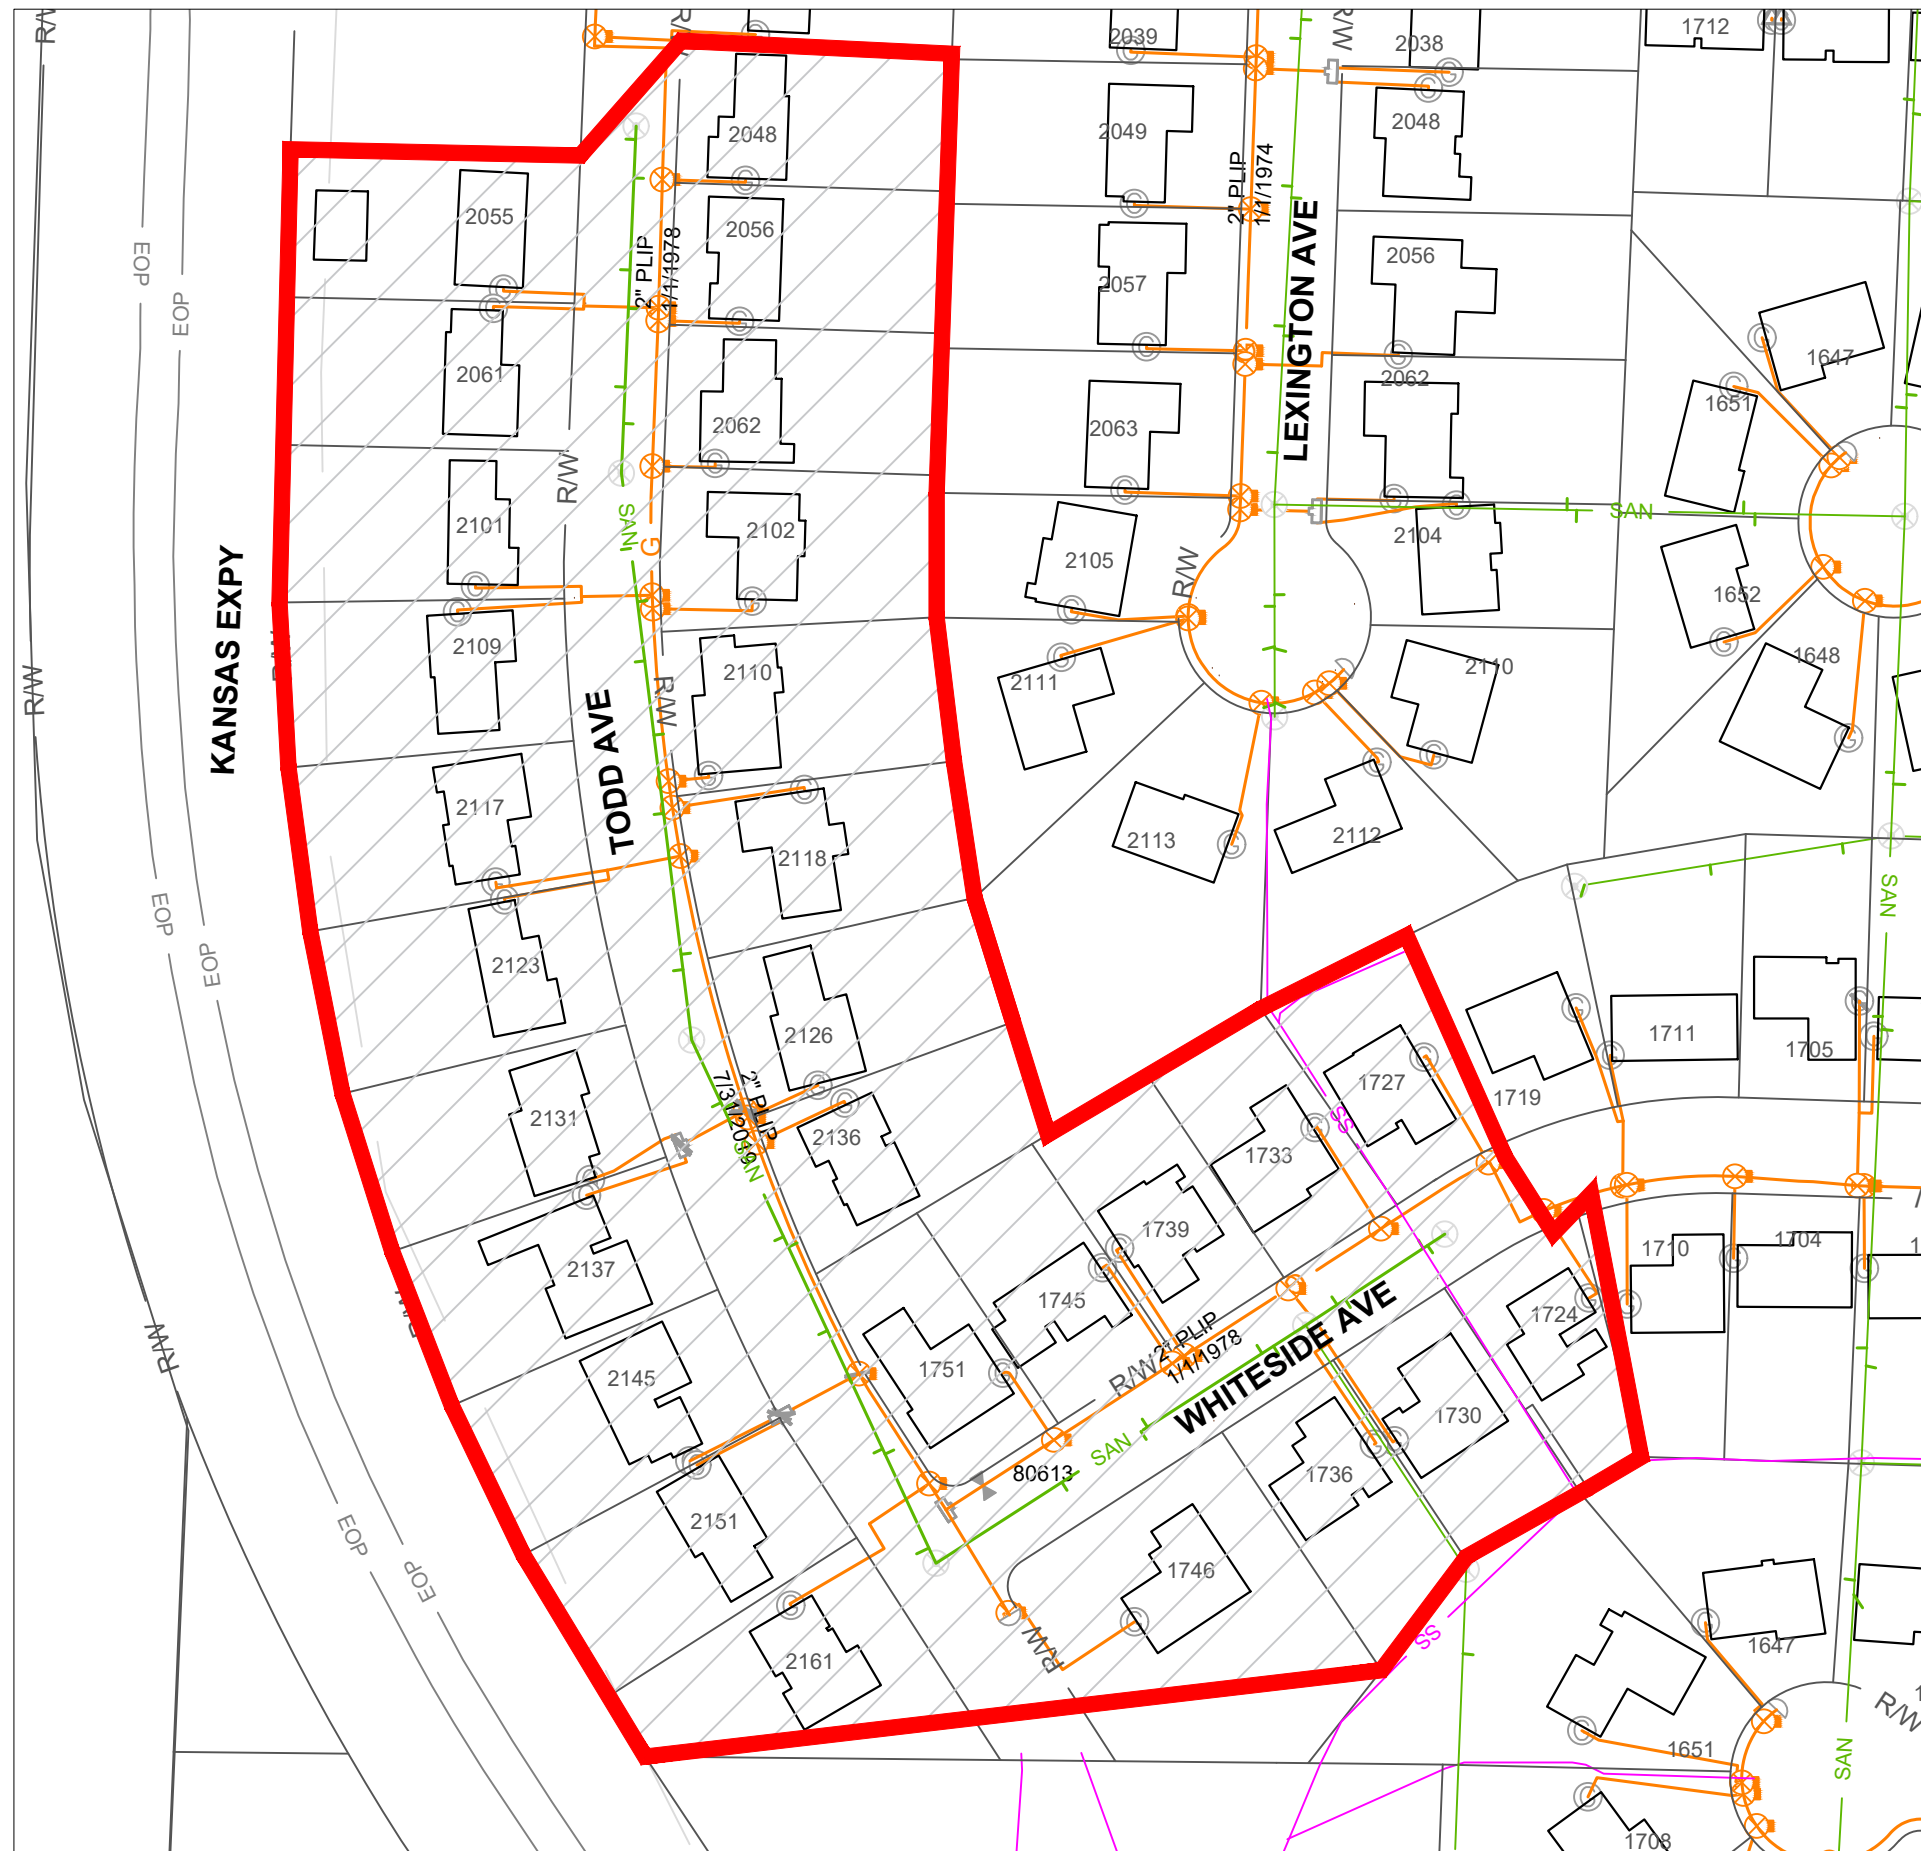 R/W
R/W
R/W
1712
2039
2038
2048
2049
2048
2" PLIP
1/1/1974
2055
2056
2057
2056
EOP
EOP
2" PLIP
1/1/1978
LEXINGTON AVE
2061
2062
2063
2062
1647
1651
R/W
2101
SAN
G
2102
2105
2104
SAN
R/W
KANSAS EXPY
R/W
2109
2110
2111
2110
1652
1648
R/W
R/W
TODD AVE
2117
2118
2113
2112
EOP
EOP
2123
2126
SAN
1711
1705
1727
1719
2131
2" PLIP
7/31/2019
SAN
2136
SS
1733
1739
2137
1745
1710
1704
1724
R/W
R/W
2145
1751
R/W
2" PLIP
1/1/1978
WHITESIDE AVE
1730
80613
SAN
1736
2151
1746
EOP
EOP
2161
R/W
SS
1647
1651
R/W
SAN
1708